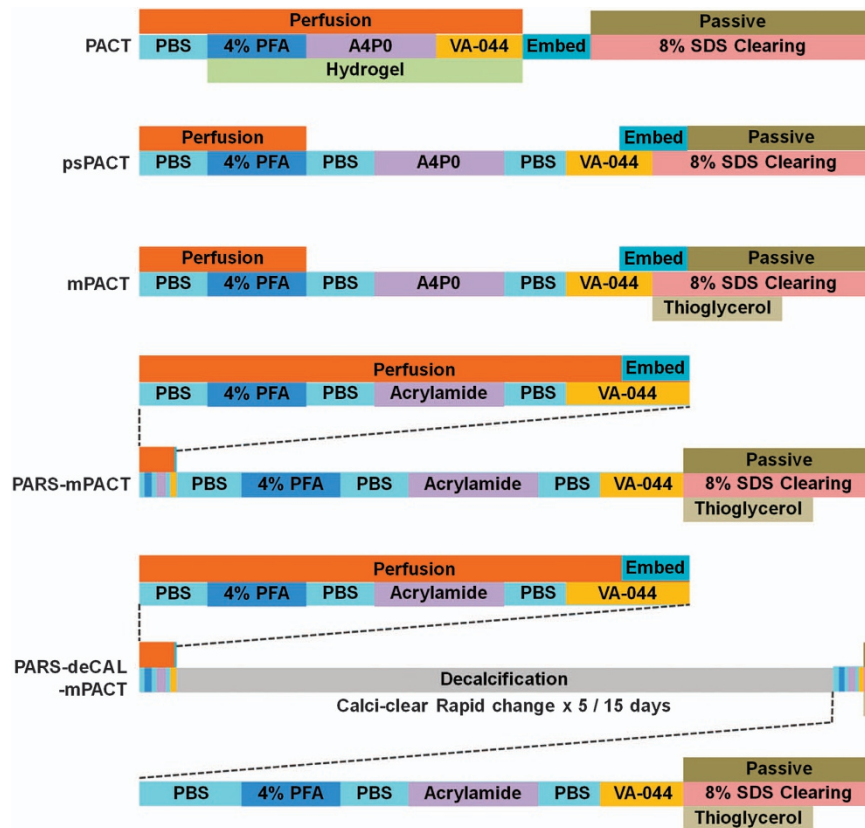 Perfusion Passive
PACT PBS 4% PFA A4P0 VA-044 Embed 8% SDS Clearing
Hydrogel
Perfusion Embed Passive
psPACT PBS 4% PFA PBS A4P0 PBS VA-044 8% SDS Clearing
Perfusion Embed Passive
mPACT PBS 4% PFA PBS A4P0 PBS VA-044 8% SDS Clearing
Thioglycerol
Perfusion Embed
PBS 4% PFA PBS Acrylamide PBS VA-044
Passive
PARS-mPACT PBS 4% PFA PBS Acrylamide PBS VA-044 8% SDS Clearing
Thioglycerol
Perfusion Embed
PBS 4% PFA PBS Acrylamide PBS VA-044
PARS-deCAL
-mPACT
Decalcification
Calci-clear Rapid change x 5 / 15 days
Passive
PBS 4% PFA PBS Acrylamide PBS VA-044 8% SDS Clearing
Thioglycerol